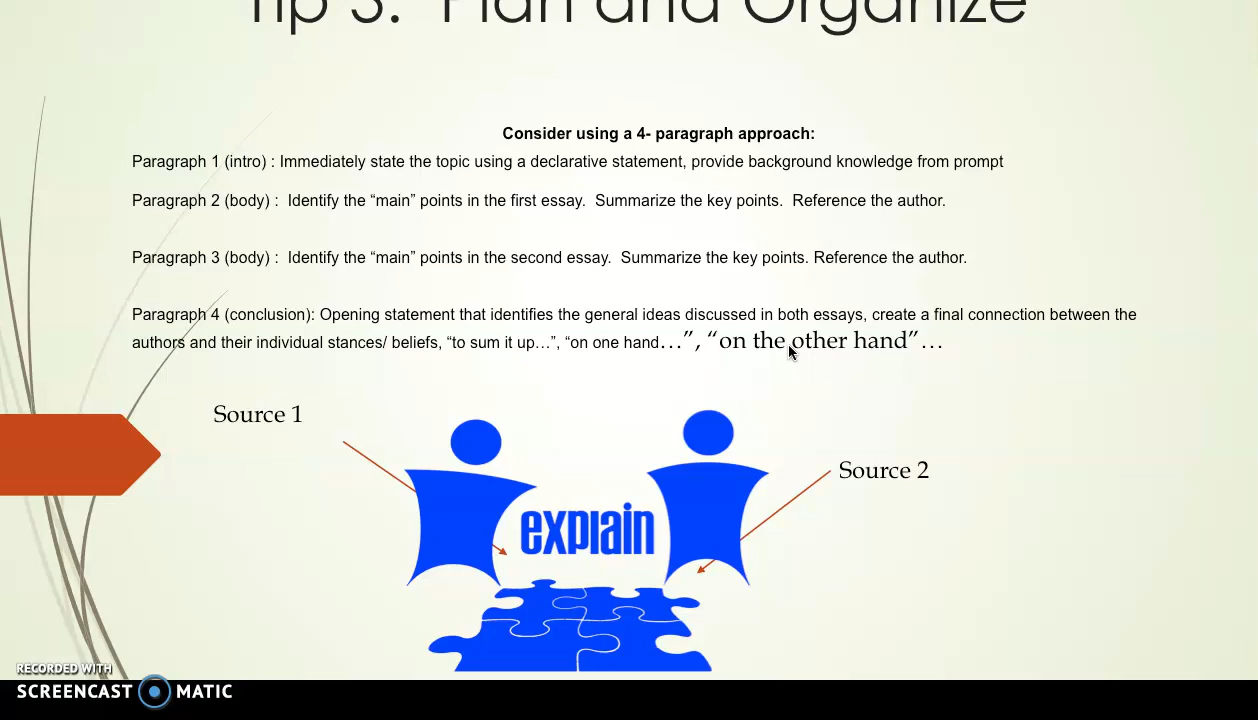 Tip 3: Plan and Organize
Consider using a 4- paragraph approach:
Paragraph 1 (intro) : Immediately state the topic using a declarative statement, provide background knowledge from prompt
Paragraph 2 (body) :  Identify the “main” points in the first essay.  Summarize the key points.  Reference the author.
Paragraph 3 (body) :  Identify the “main” points in the second essay.  Summarize the key points. Reference the author.
Paragraph 4 (conclusion): Opening statement that identifies the general ideas discussed in both essays, create a final connection between the
authors and their individual stances/ beliefs, “to sum it up…”, “on one hand…”, “on the other hand”…
Source 1
Source 2
explain
RECORDED WITH
SCREENCAST MATIC